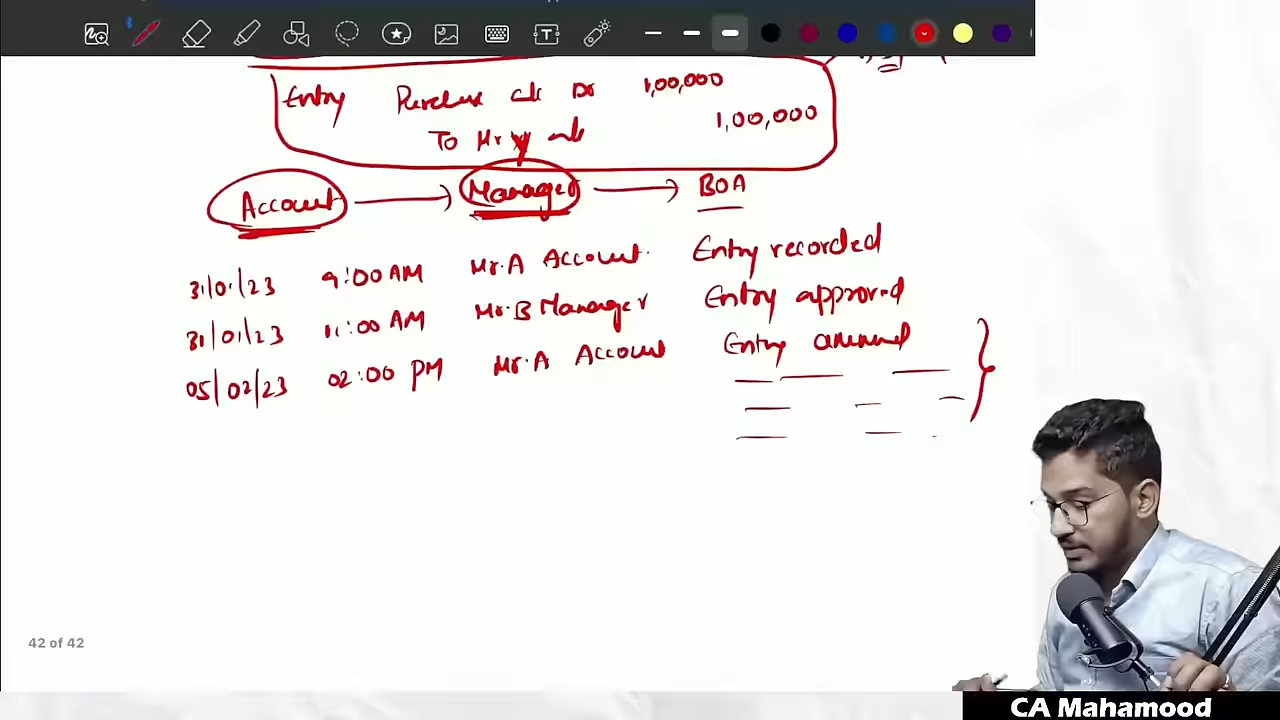 Entry Purchase a/c Dr 1,00,000
To Mr Y a/c 1,00,000
Account Manager BOA
31/01/23 9:00 AM Mr. A Account. Entry recorded
31/01/23 11:00 AM Mr. B Manager Entry approved
05/02/23 02:00 PM Mr. A Account Entry
42 of 42
CA Mahamood